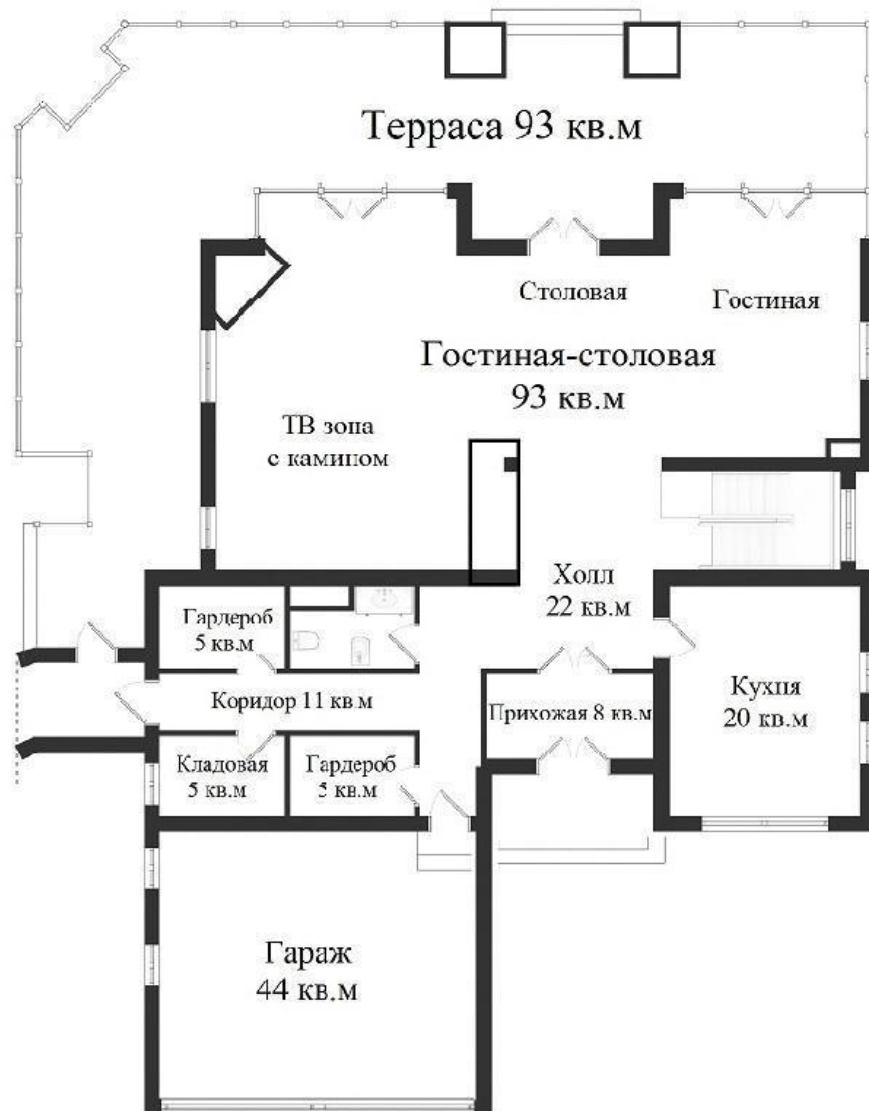 Терраса 93 кв.м
Столовая
Гостиная
Гостиная-столовая
93 кв.м
ТВ зона
с камином
Холл
22 кв.м
Гардероб
5 кв.м
Коридор 11 кв м
Прихожая 8 кв.м
Кухня
20 кв.м
Кладовая
5 кв.м
Гардероб
5 кв.м
Гараж
44 кв.м